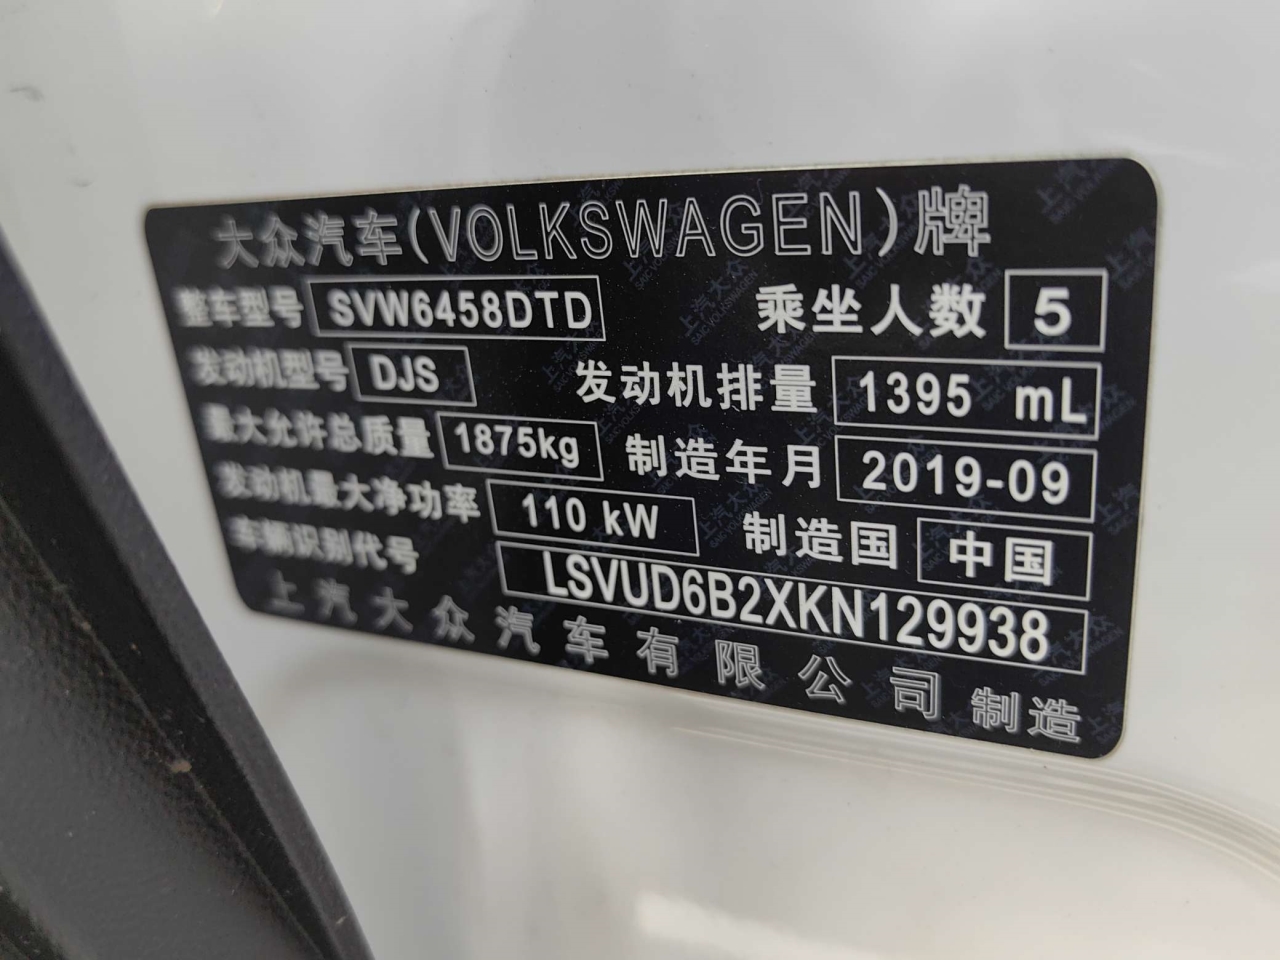 大众汽车(VOLKSWAGEN)牌
整车型号 SVW6458DTD 乘坐人数 5
发动机型号 DJS 发动机排量 1395 mL
最大允许总质量 1875kg 制造年月 2019-09
发动机最大净功率 110 kW 制造国 中国
车辆识别代号 LSVUD6B2XKN129938
上汽大众汽车有限公司制造